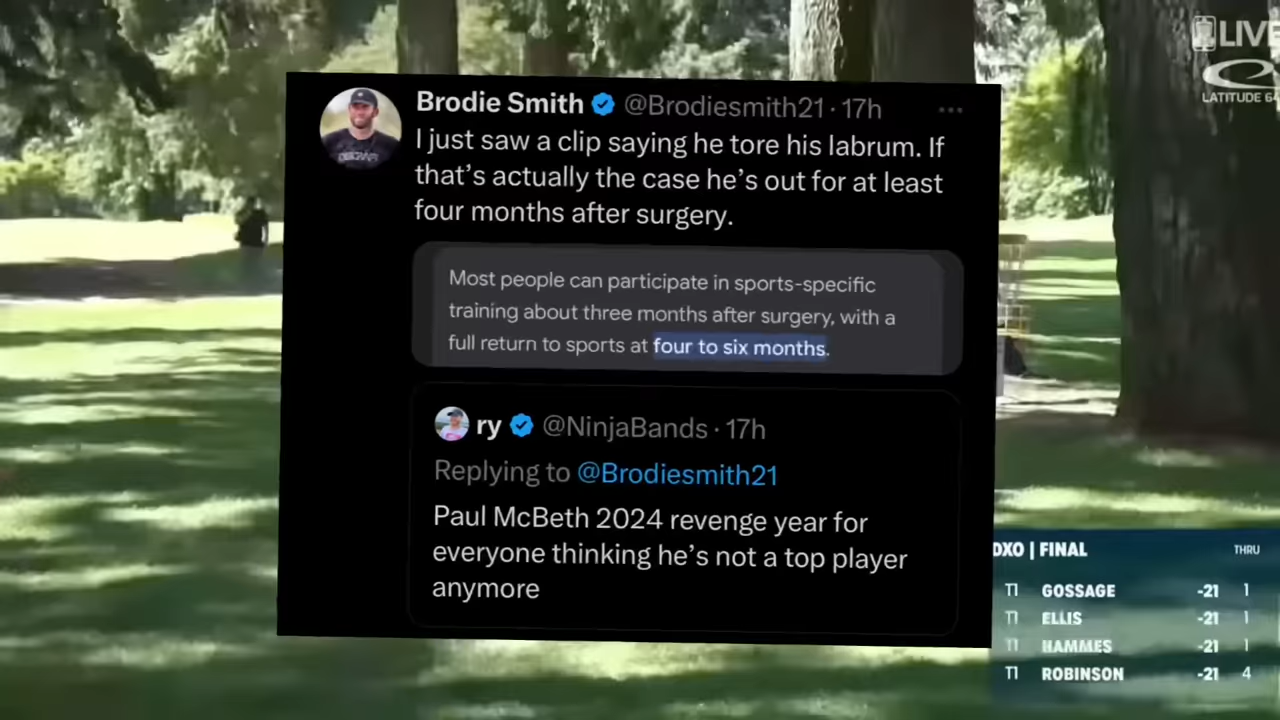 LIVE
LATITUDE 64
Brodie Smith @Brodiesmith21 · 17h
I just saw a clip saying he tore his labrum. If
that's actually the case he's out for at least
four months after surgery.
Most people can participate in sports-specific
training about three months after surgery, with a
full return to sports at four to six months.
ry @NinjaBands · 17h
Replying to @Brodiesmith21
Paul McBeth 2024 revenge year for
everyone thinking he's not a top player
anymore
DXO | FINAL THRU
T1 GOSSAGE -21 1
T1 ELLIS -21 1
T1 HAMMES -21 1
T1 ROBINSON -21 4